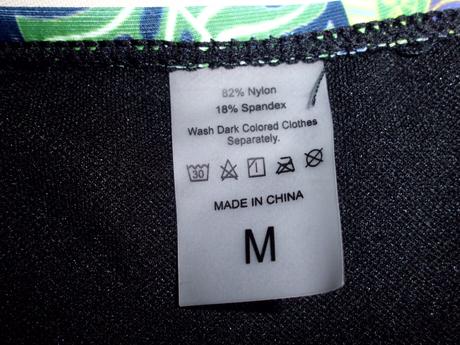 82% Nylon
18% Spandex
Wash Dark Colored Clothes
Separately.
30
MADE IN CHINA
M